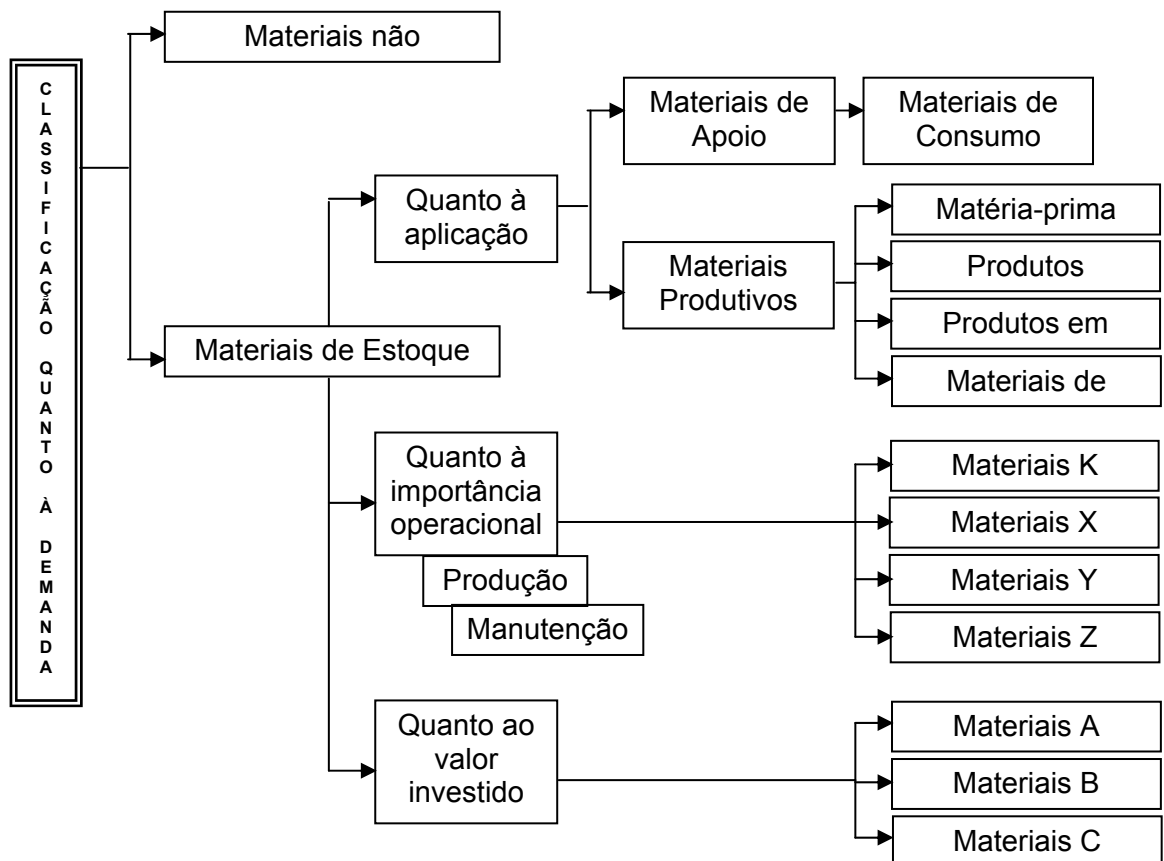 CLASSIFICAÇÃO QUANTO À DEMANDA
Materiais não
Materiais de Estoque
Quanto à
aplicação
Materiais de
Apoio
Materiais de
Consumo
Materiais
Produtivos
Matéria-prima
Produtos
Produtos em
Materiais de
Quanto à
importância
operacional
Produção
Manutenção
Materiais K
Materiais X
Materiais Y
Materiais Z
Quanto ao
valor
investido
Materiais A
Materiais B
Materiais C